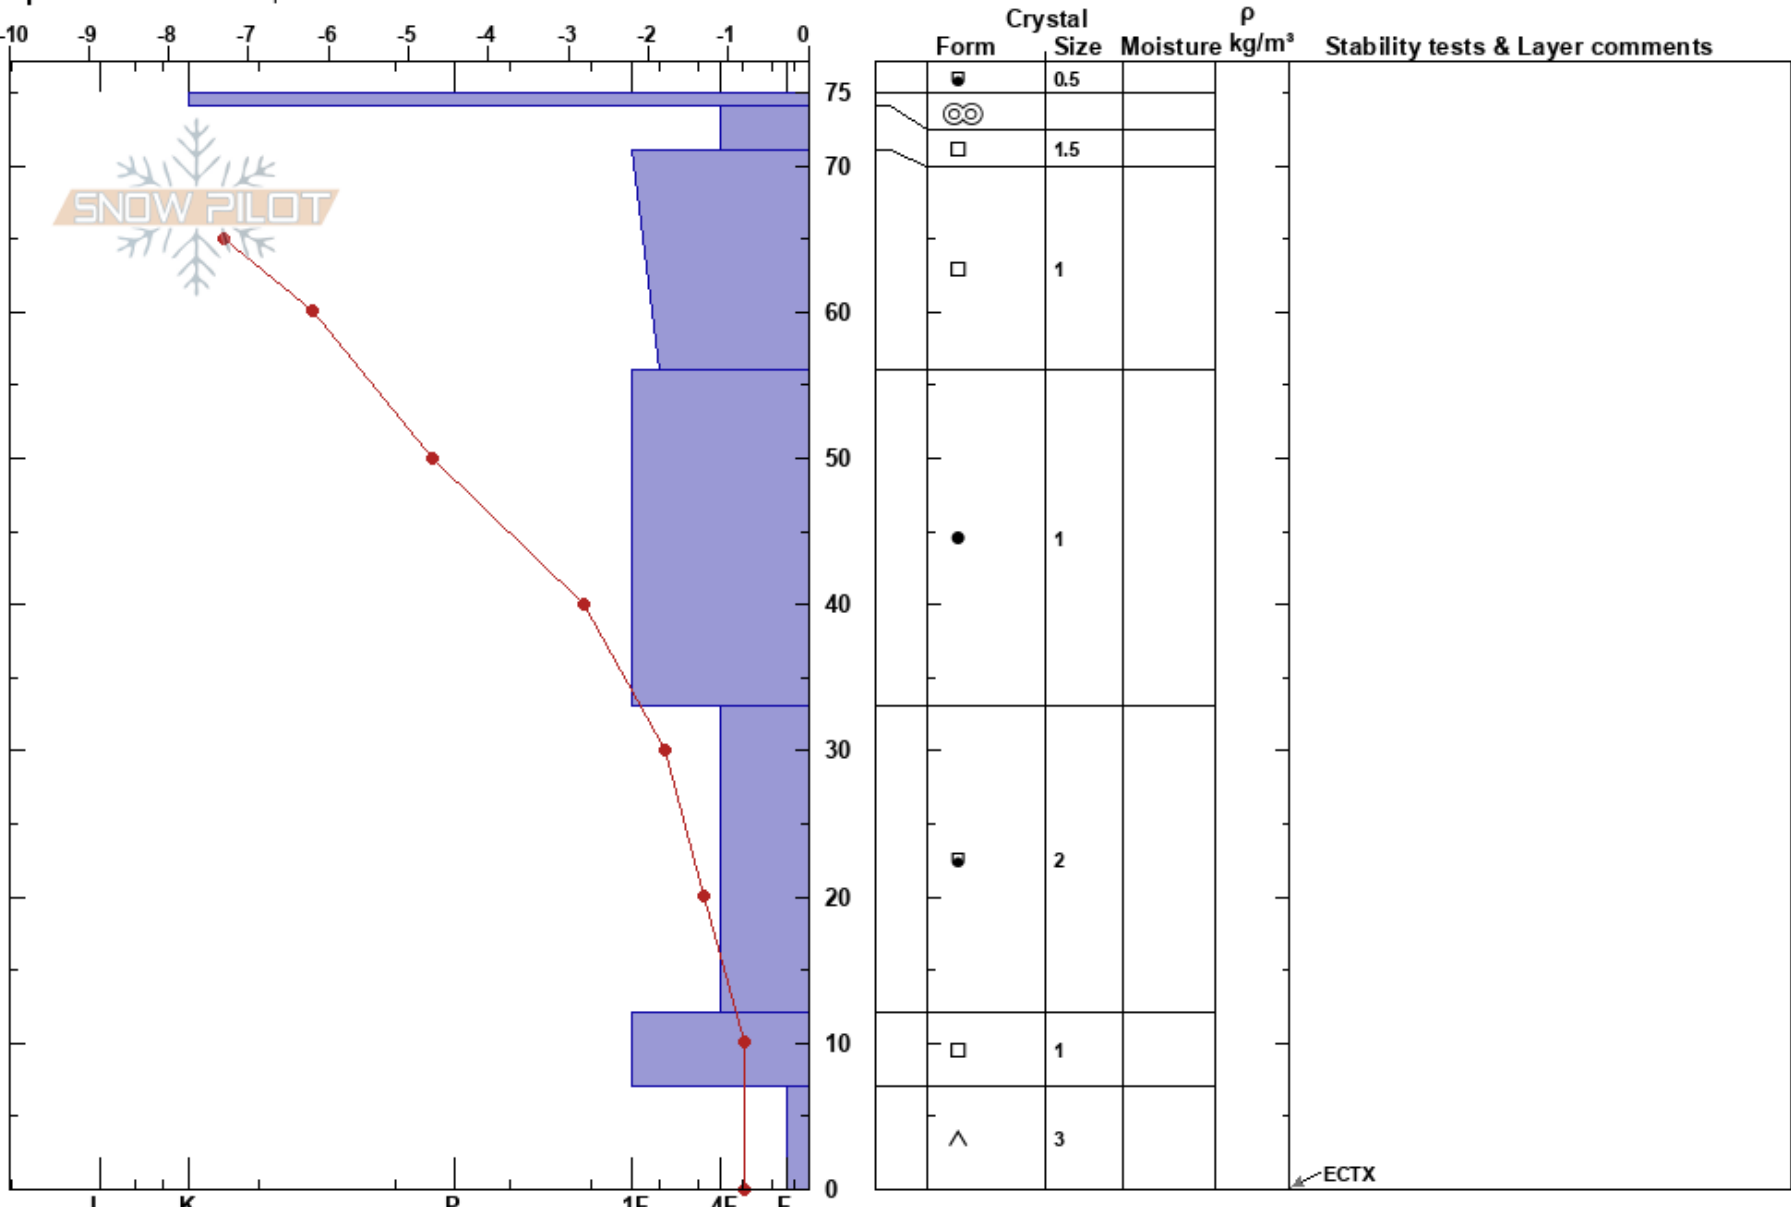 Crystal ρ
-10 -9 -8 -7 -6 -5 -4 -3 -2 -1 0 Form Size Moisture kg/m³ Stability tests & Layer comments
75 0.5
70 1.5
SNOW PILOT
1
60
50
1
40
30
2
20
10 1
3
0 ECTX
I K P 1F 4F F